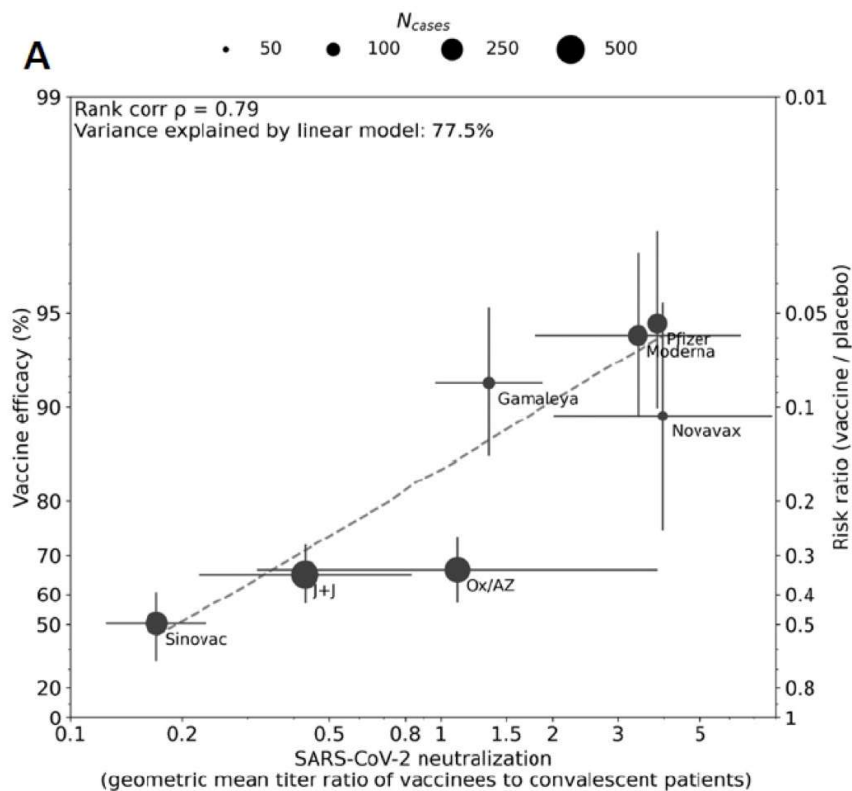 A
N_cases
50 100 250 500
Rank corr ρ = 0.79
Variance explained by linear model: 77.5%
Vaccine efficacy (%)
99
95
90
80
70
60
50
20
0
Pfizer
Moderna
Gamaleya
Novavax
Ox/AZ
J+J
Sinovac
0.01
0.05
0.1
0.2
0.3
0.4
0.5
0.8
1
Risk ratio (vaccine / placebo)
0.1 0.2 0.5 0.8 1 1.5 2 3 5
SARS-CoV-2 neutralization
(geometric mean titer ratio of vaccinees to convalescent patients)